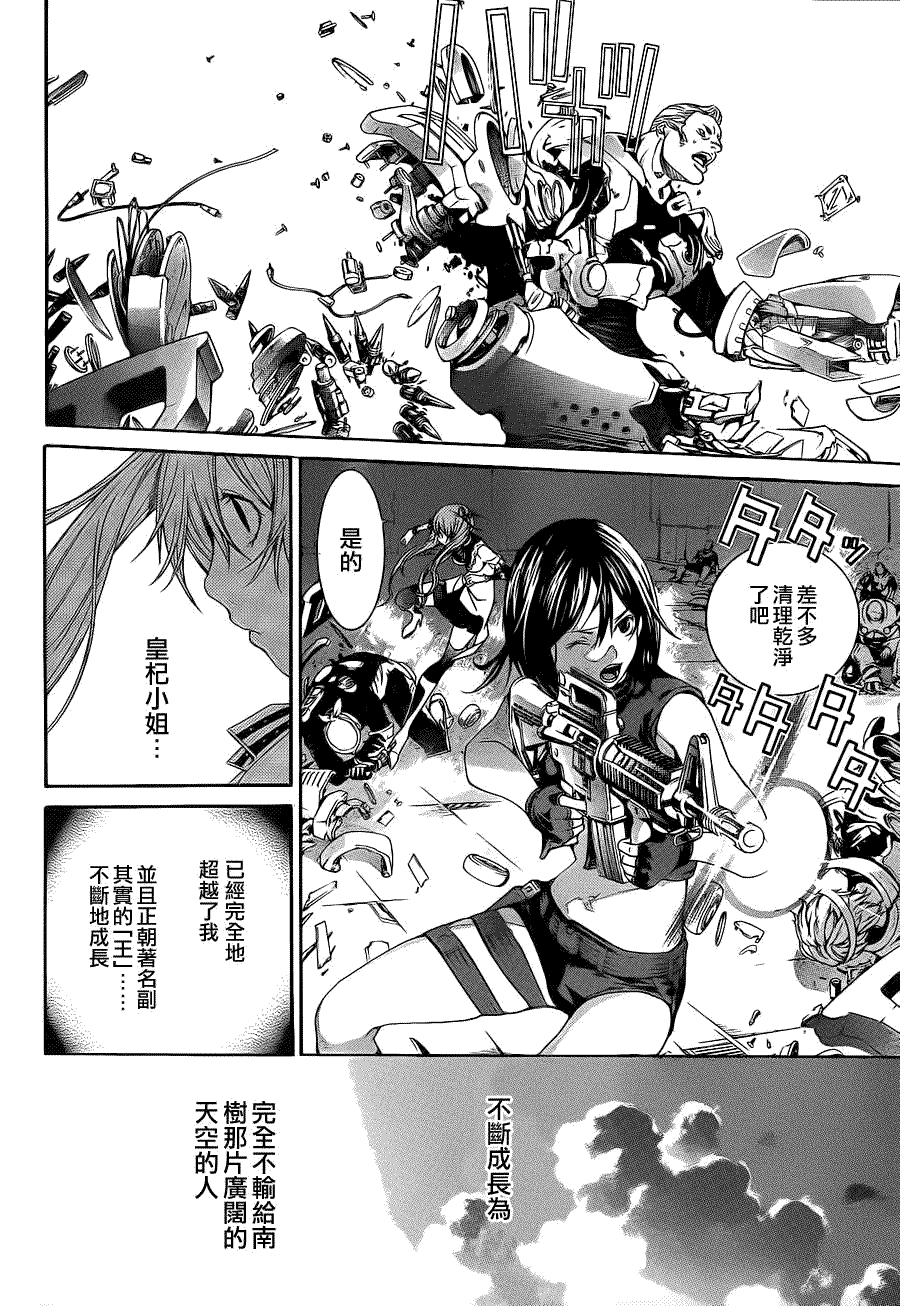 差不多
清理乾淨
了吧
是的
皇杞小姐…
已經完全地
超越了我
並且正朝著名副
其實的「王」……
不斷地成長
不斷成長為
完全不輸給南
樹那片廣闊的
天空的人